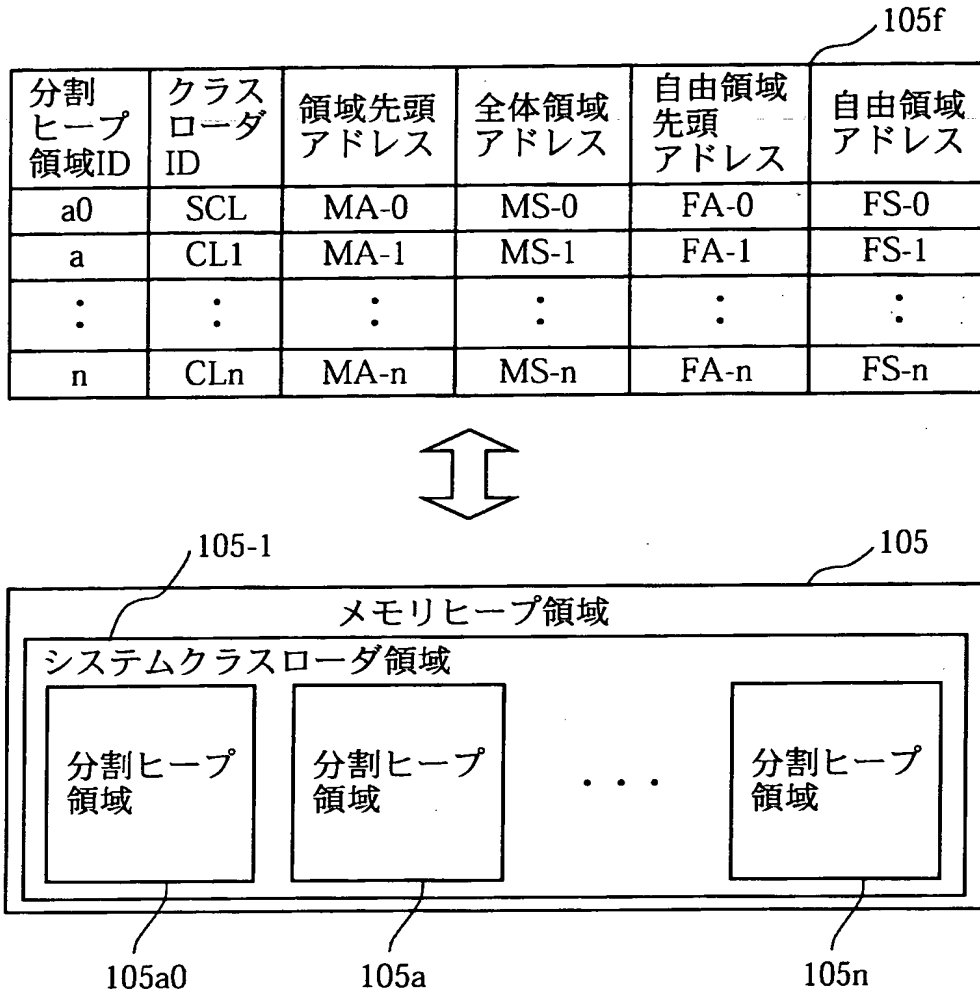 105f
分割
ヒープ
領域ID
クラス
ローダ
ID
領域先頭
アドレス
全体領域
アドレス
自由領域
先頭
アドレス
自由領域
アドレス
a0 SCL MA-0 MS-0 FA-0 FS-0
a CL1 MA-1 MS-1 FA-1 FS-1
: : : : : :
n CLn MA-n MS-n FA-n FS-n
105-1
105
メモリヒープ領域
システムクラスローダ領域
分割ヒープ
領域
分割ヒープ
領域
・・・
分割ヒープ
領域
105a0
105a
105n